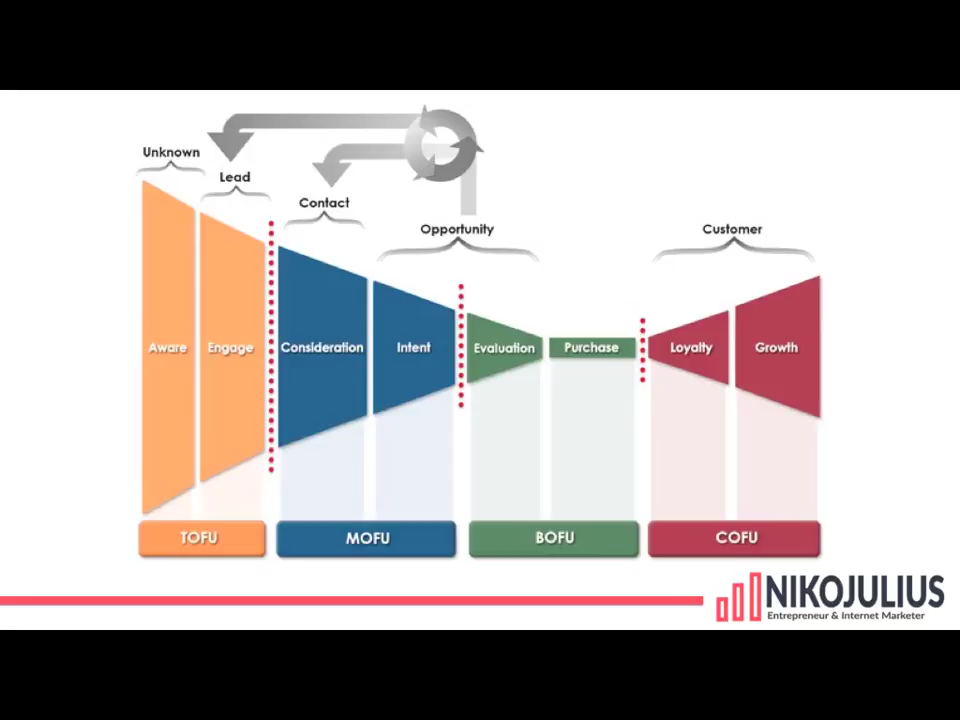 Unknown
Lead
Contact
Opportunity
Customer
Aware
Engage
Consideration
Intent
Evaluation
Purchase
Loyalty
Growth
TOFU
MOFU
BOFU
COFU
NIKOJULIUS
Entrepreneur & Internet Marketer